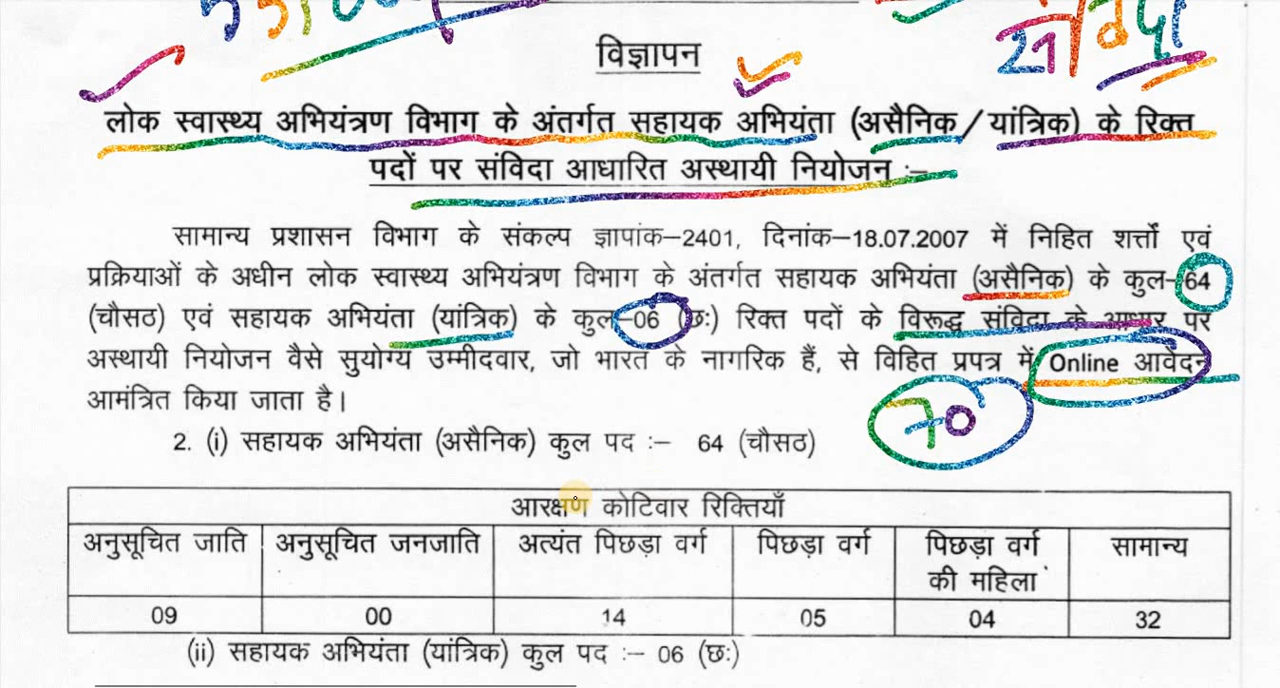 संविदा
विज्ञापन
लोक स्वास्थ्य अभियंत्रण विभाग के अंतर्गत सहायक अभियंता (असैनिक/यांत्रिक) के रिक्त
पदों पर संविदा आधारित अस्थायी नियोजन :–
सामान्य प्रशासन विभाग के संकल्प ज्ञापांक–2401, दिनांक–18.07.2007 में निहित शर्त्तों एवं
प्रक्रियाओं के अधीन लोक स्वास्थ्य अभियंत्रण विभाग के अंतर्गत सहायक अभियंता (असैनिक) के कुल–64
(चौसठ) एवं सहायक अभियंता (यांत्रिक) के कुल–06 (छः) रिक्त पदों के विरूद्ध संविदा के आधार पर
अस्थायी नियोजन वैसे सुयोग्य उम्मीदवार, जो भारत के नागरिक हैं, से विहित प्रपत्र में Online आवेदन
आमंत्रित किया जाता है।
70
2. (i) सहायक अभियंता (असैनिक) कुल पद :– 64 (चौसठ)
आरक्षण कोटिवार रिक्तियाँ
अनुसूचित जाति अनुसूचित जनजाति अत्यंत पिछड़ा वर्ग पिछड़ा वर्ग पिछड़ा वर्ग सामान्य
की महिला
09 00 14 05 04 32
(ii) सहायक अभियंता (यांत्रिक) कुल पद :– 06 (छः)